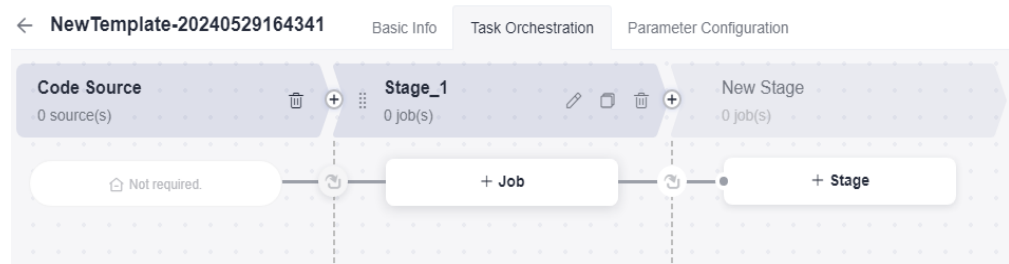 NewTemplate-20240529164341
Basic Info
Task Orchestration
Parameter Configuration
Code Source
0 source(s)
Stage_1
0 job(s)
New Stage
0 job(s)
Not required.
+ Job
+ Stage